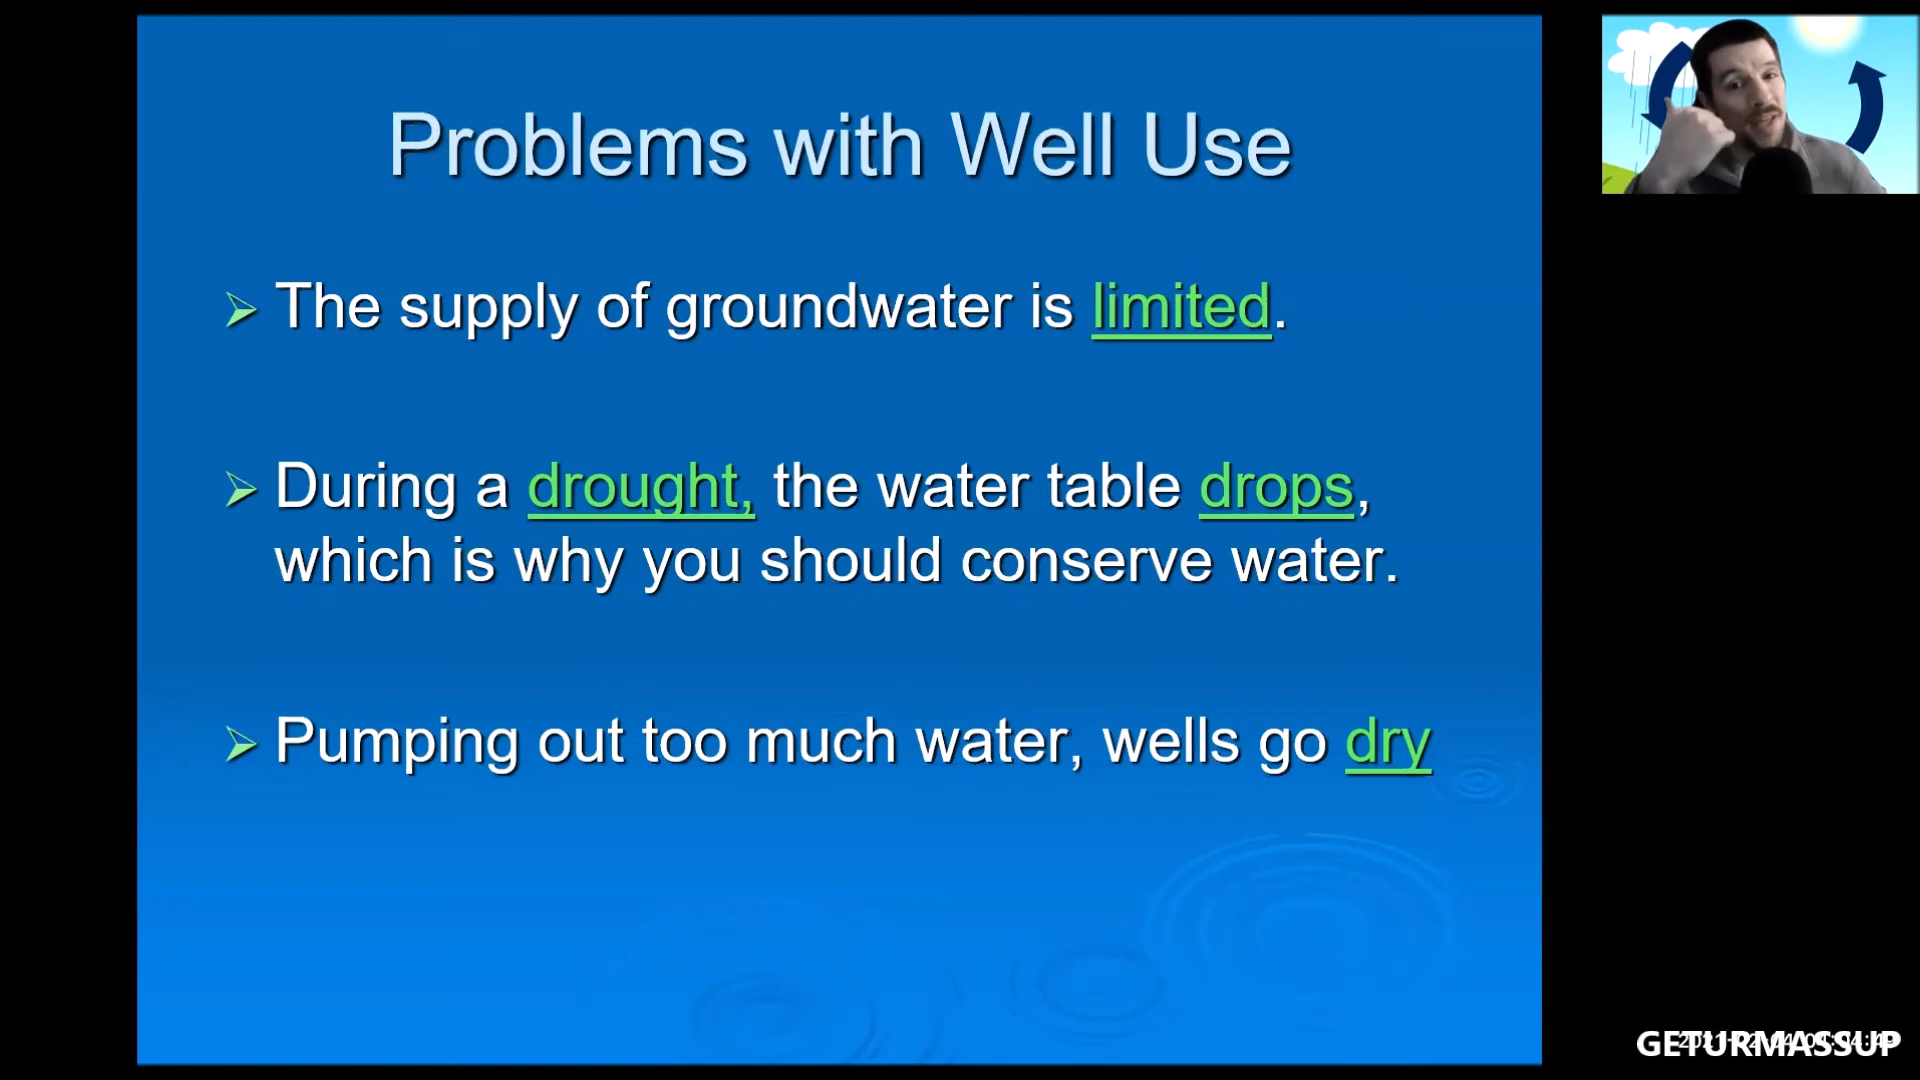 Problems with Well Use
The supply of groundwater is limited.
During a drought, the water table drops,
which is why you should conserve water.
Pumping out too much water, wells go dry
GETURMASSUP